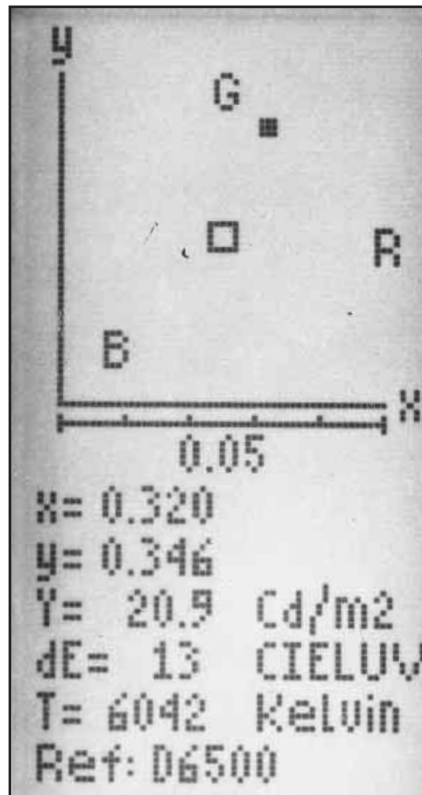 y
G
R
B
x
0.05
x= 0.320
y= 0.346
Y= 20.9 Cd/m2
dE= 13 CIELUV
T= 6042 Kelvin
Ref: D6500